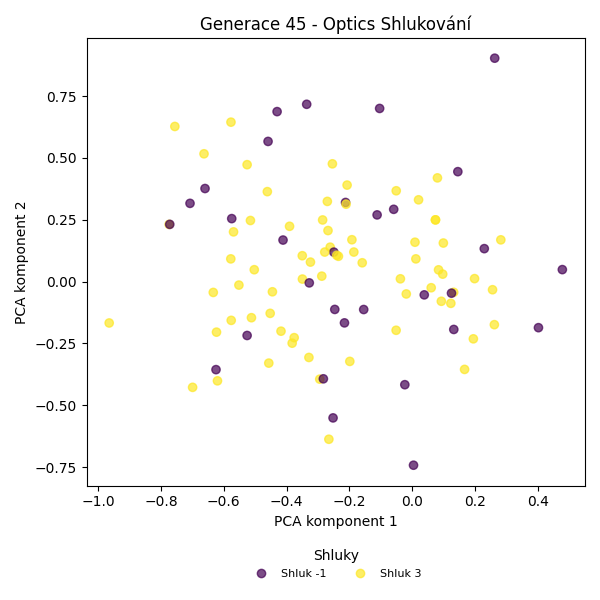 Generace 45 - Optics Shlukování
PCA komponent 2
0.75
0.50
0.25
0.00
−0.25
−0.50
−0.75
−1.0 −0.8 −0.6 −0.4 −0.2 0.0 0.2 0.4
PCA komponent 1
Shluky
Shluk -1 Shluk 3